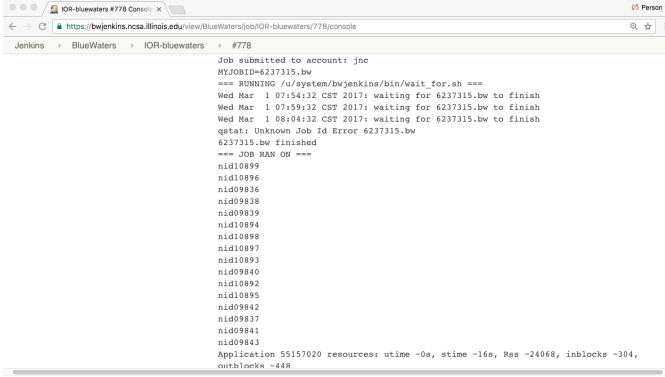 IOR-bluewaters #778 Console
Person
https://bwjenkins.ncsa.illinois.edu/view/BlueWaters/job/IOR-bluewaters/778/console
Jenkins BlueWaters IOR-bluewaters #778
Job submitted to account: jnc
MYJOBID=6237315.bw
=== RUNNING /u/system/bwjenkins/bin/wait_for.sh ===
Wed Mar  1 07:54:32 CST 2017: waiting for 6237315.bw to finish
Wed Mar  1 07:59:32 CST 2017: waiting for 6237315.bw to finish
Wed Mar  1 08:04:32 CST 2017: waiting for 6237315.bw to finish
qstat: Unknown Job Id Error 6237315.bw
6237315.bw finished
=== JOB RAN ON ===
nid10899
nid10896
nid09836
nid09838
nid09839
nid10894
nid10898
nid10897
nid10893
nid09840
nid10892
nid10895
nid09842
nid09837
nid09841
nid09843
Application 55157020 resources: utime ~0s, stime ~16s, Rss ~24068, inblocks ~304,
outblocks ~448